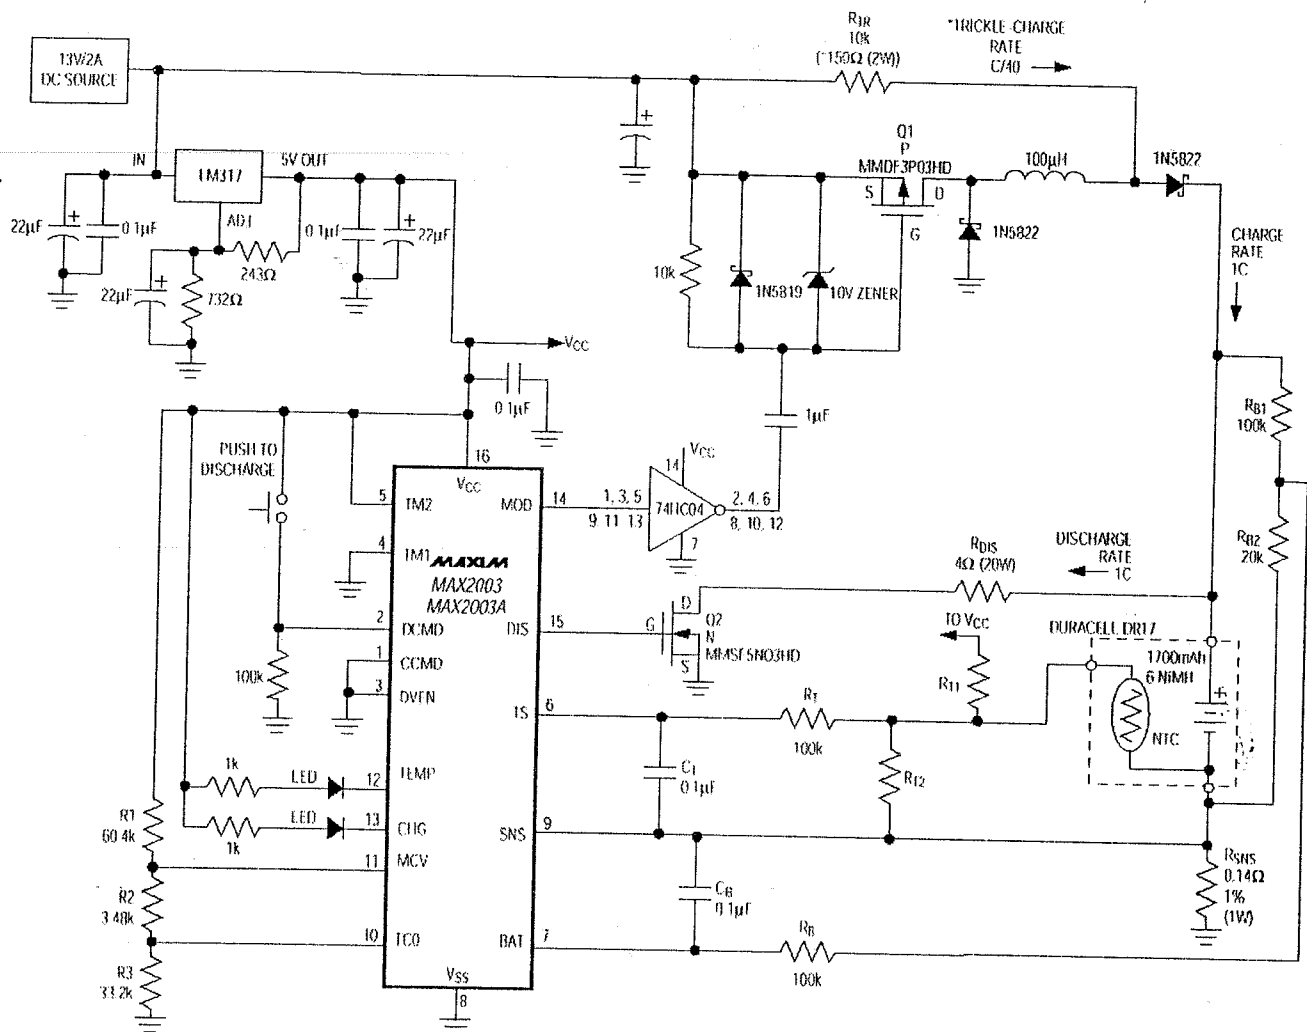 13V/2A
DC SOURCE
RTR
10k
(*150Ω (2W))
*TRICKLE-CHARGE
RATE
C/40
IN
LM317
5V OUT
ADJ
22µF
0.1µF
0.1µF
22µF
243Ω
22µF
732Ω
Q1
P
MMDF3P03HD
S
D
G
100µH
1N5822
1N5822
CHARGE
RATE
1C
10k
1N5819
10V ZENER
VCC
0.1µF
1µF
RB1
100k
RB2
20k
PUSH TO
DISCHARGE
16
VCC
5
TM2
MOD
14
1, 3, 5
9, 11, 13
VCC
14
74HC04
7
2, 4, 6
8, 10, 12
4
TM1
MAXIM
MAX2003
MAX2003A
RDIS
4Ω (20W)
DISCHARGE
RATE
1C
2
DCMD
DIS
15
G
D
Q2
N
MMSF5N03HD
S
TO VCC
DURACELL DR17
1700mAh
6 NiMH
NTC
1
CCMD
3
DVEN
100k
TS
6
RT
100k
RT1
RT2
CT
0.1µF
1k
LED
12
TEMP
1k
LED
13
CHG
SNS
9
R1
60.4k
11
MCV
R2
3.48k
10
TCO
R3
33.2k
CB
0.1µF
BAT
7
RB
100k
RSNS
0.14Ω
1%
(1W)
VSS
8